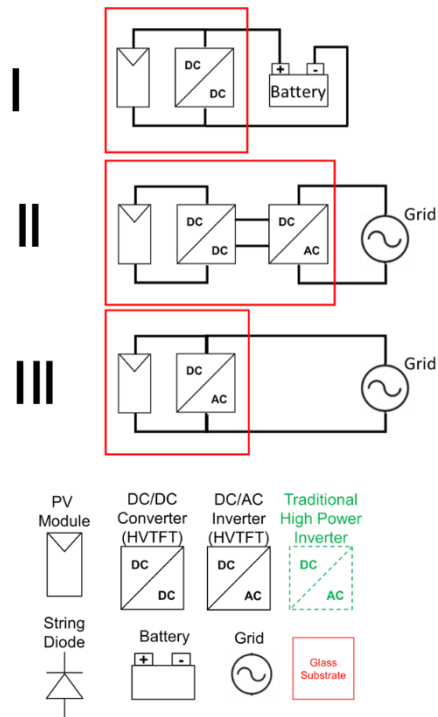 I
DC
DC
+ -
Battery
II
DC
DC
DC
AC
Grid
III
DC
AC
Grid
PV
Module
DC/DC
Converter
(HVTFT)
DC/AC
Inverter
(HVTFT)
Traditional
High Power
Inverter
DC
DC
DC
AC
DC
AC
String
Diode
Battery
+ -
Grid
Glass
Substrate